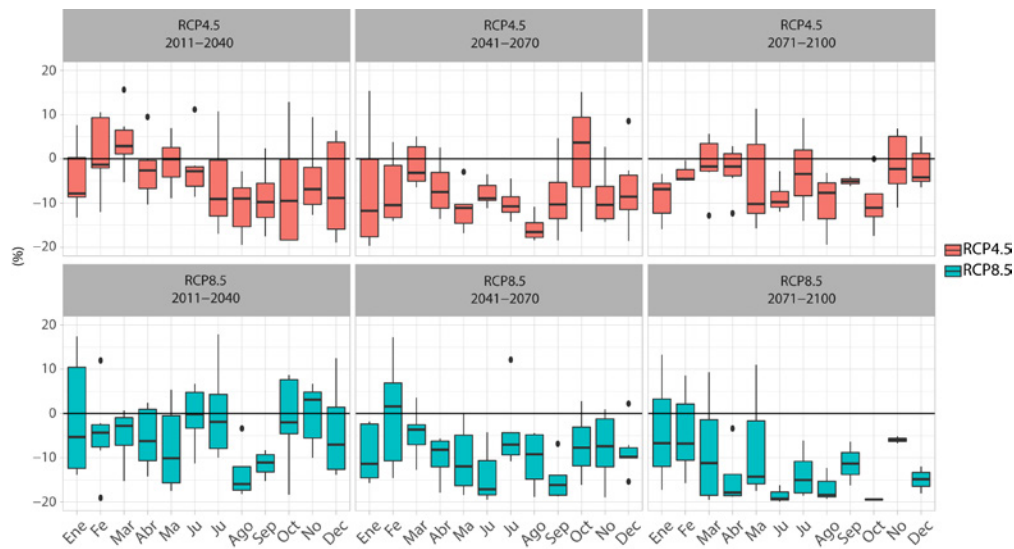 RCP4.5
2011−2040
RCP4.5
2041−2070
RCP4.5
2071−2100
20
10
0
−10
−20
(%)
RCP4.5
RCP8.5
RCP8.5
2011−2040
RCP8.5
2041−2070
RCP8.5
2071−2100
20
10
0
−10
−20
Ene Fe Mar Abr Ma Ju Ju Ago Sep Oct No Dec
Ene Fe Mar Abr Ma Ju Ju Ago Sep Oct No Dec
Ene Fe Mar Abr Ma Ju Ju Ago Sep Oct No Dec